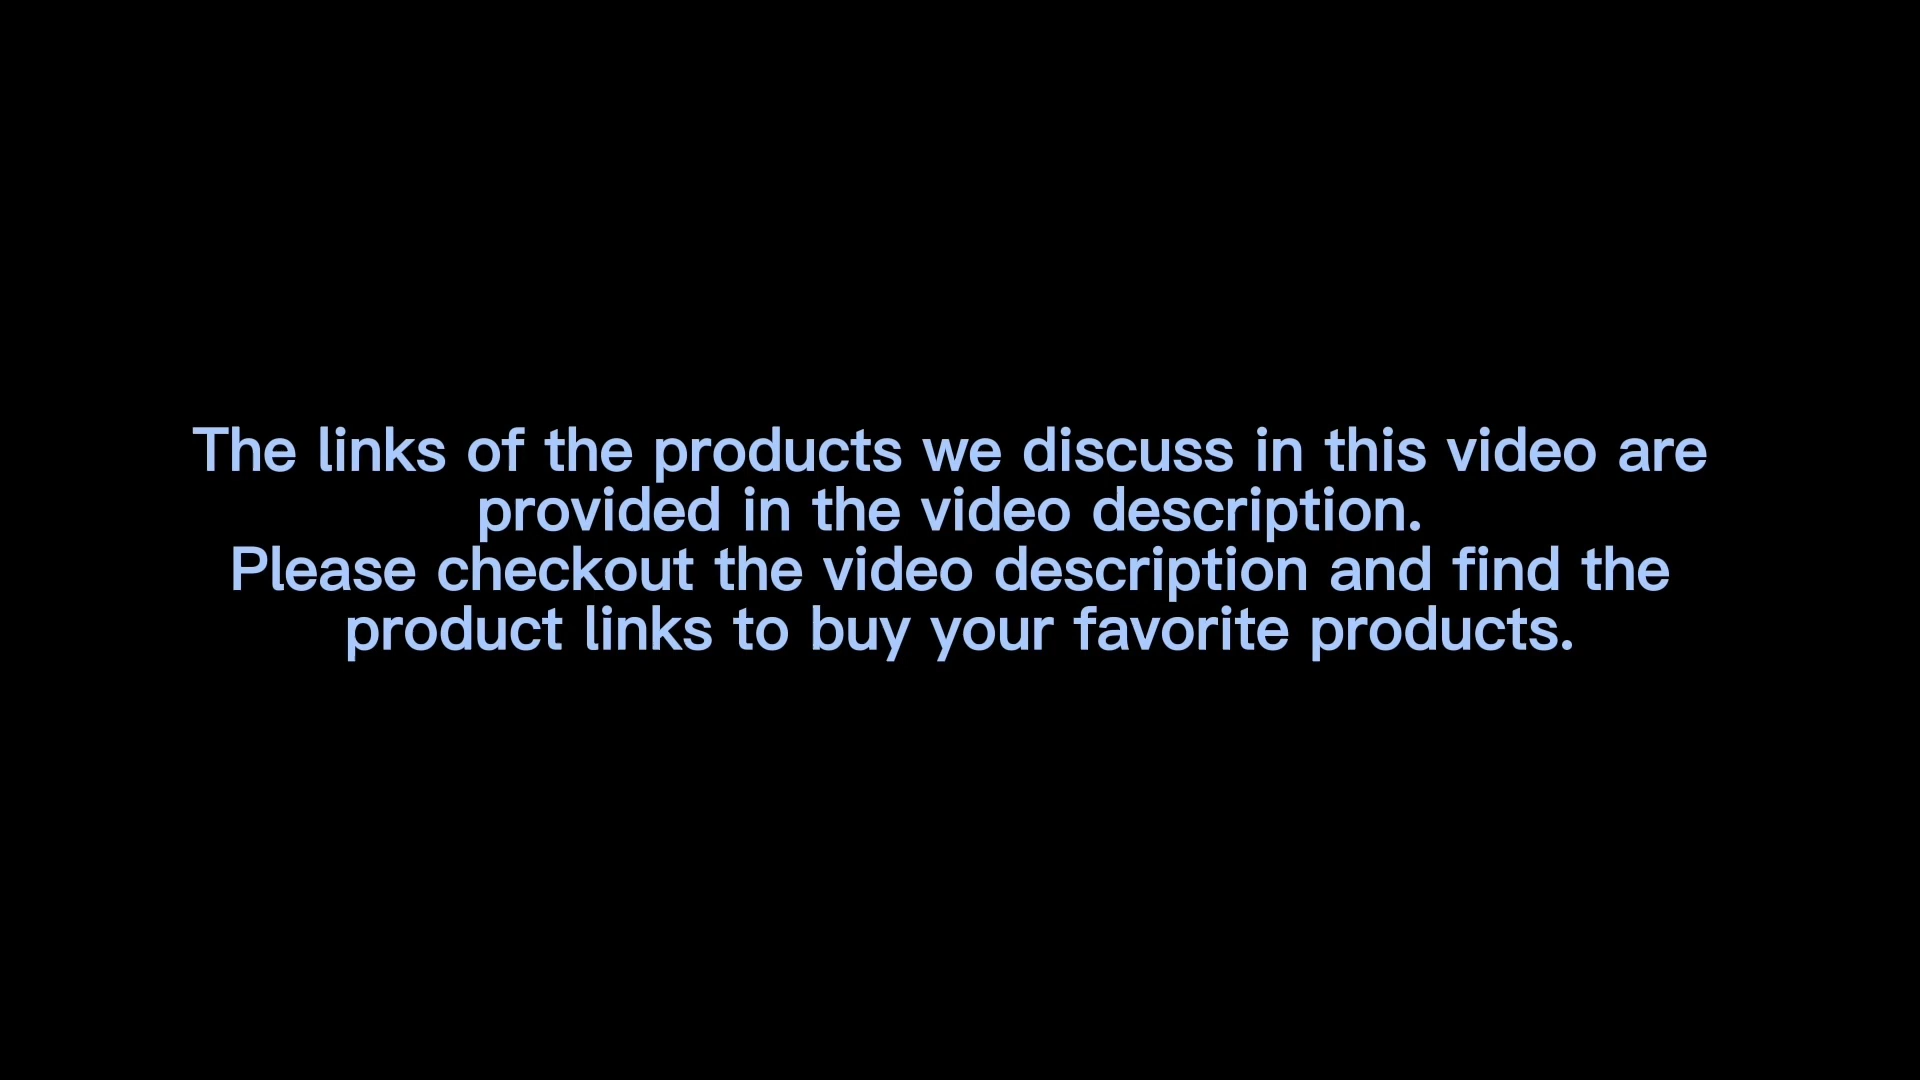 The links of the products we discuss in this video are
provided in the video description.
Please checkout the video description and find the
product links to buy your favorite products.